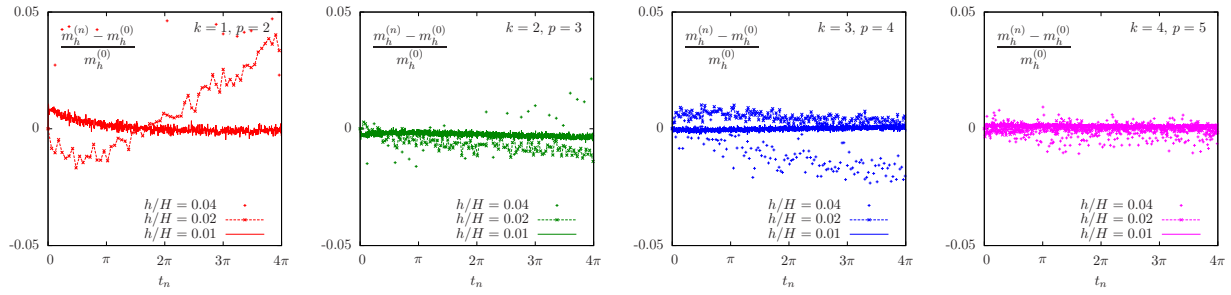 0.05
k = 1, p = 2
m_h^{(n)} − m_h^{(0)}
m_h^{(0)}
0
h/H = 0.04
h/H = 0.02
h/H = 0.01
-0.05
0 π 2π 3π 4π
t_n
0.05
k = 2, p = 3
m_h^{(n)} − m_h^{(0)}
m_h^{(0)}
0
h/H = 0.04
h/H = 0.02
h/H = 0.01
-0.05
0 π 2π 3π 4π
t_n
0.05
k = 3, p = 4
m_h^{(n)} − m_h^{(0)}
m_h^{(0)}
0
h/H = 0.04
h/H = 0.02
h/H = 0.01
-0.05
0 π 2π 3π 4π
t_n
0.05
k = 4, p = 5
m_h^{(n)} − m_h^{(0)}
m_h^{(0)}
0
h/H = 0.04
h/H = 0.02
h/H = 0.01
-0.05
0 π 2π 3π 4π
t_n